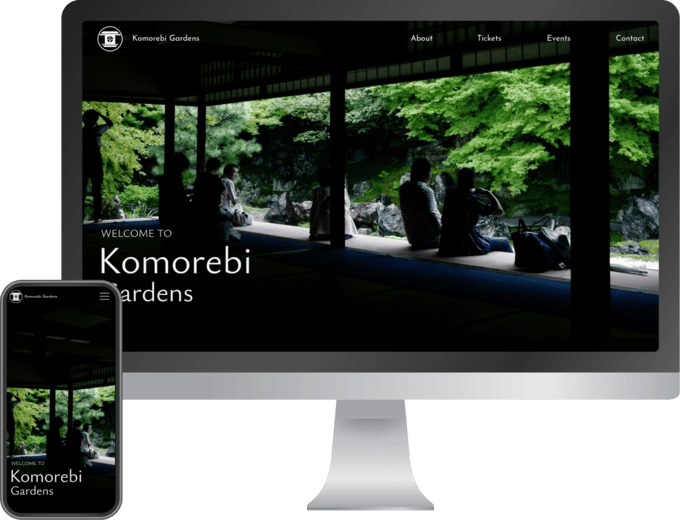 Komorebi Gardens
About
Tickets
Events
Contact
WELCOME TO
Komorebi
Gardens
Komorebi Gardens
WELCOME TO
Komorebi
Gardens